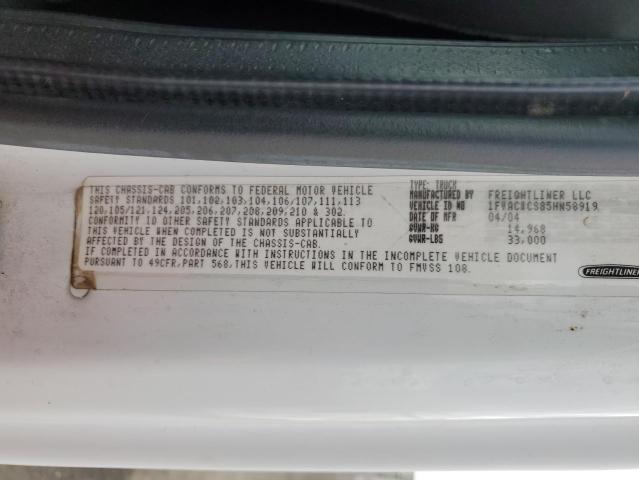 THIS CHASSIS-CAB CONFORMS TO FEDERAL MOTOR VEHICLE
SAFETY STANDARDS 101,102,103,104,106,107,111,113
120,105/121,124,205,206,207,208,209,210 & 302.
CONFORMITY TO OTHER SAFETY STANDARDS APPLICABLE TO
THIS VEHICLE WHEN COMPLETED IS NOT SUBSTANTIALLY
AFFECTED BY THE DESIGN OF THE CHASSIS-CAB.
IF COMPLETED IN ACCORDANCE WITH INSTRUCTIONS IN THE INCOMPLETE VEHICLE DOCUMENT
PURSUANT TO 49CFR,PART 568,THIS VEHICLE WILL CONFORM TO FMVSS 108.
TYPE: TRUCK
MANUFACTURED BY FREIGHTLINER LLC
VEHICLE ID NO 1FVACXCS85HN58919
DATE OF MFR 04/04
GVWR-KG 14,968
GVWR-LBS 33,000
FREIGHTLINER